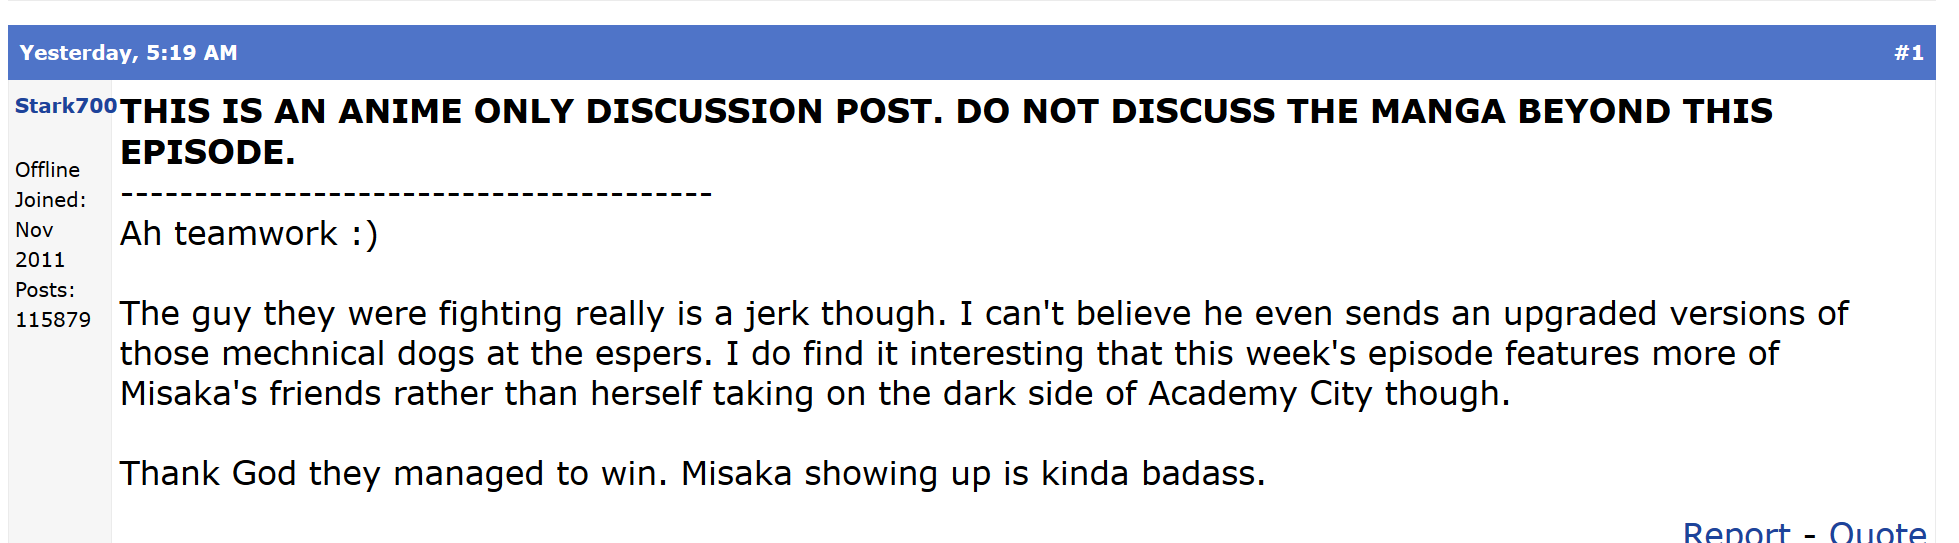 Yesterday, 5:19 AM
#1
Stark700
Offline
Joined:
Nov
2011
Posts:
115879
THIS IS AN ANIME ONLY DISCUSSION POST. DO NOT DISCUSS THE MANGA BEYOND THIS
EPISODE.
----------------------------------------
Ah teamwork :)
The guy they were fighting really is a jerk though. I can't believe he even sends an upgraded versions of
those mechnical dogs at the espers. I do find it interesting that this week's episode features more of
Misaka's friends rather than herself taking on the dark side of Academy City though.
Thank God they managed to win. Misaka showing up is kinda badass.
Report - Quote